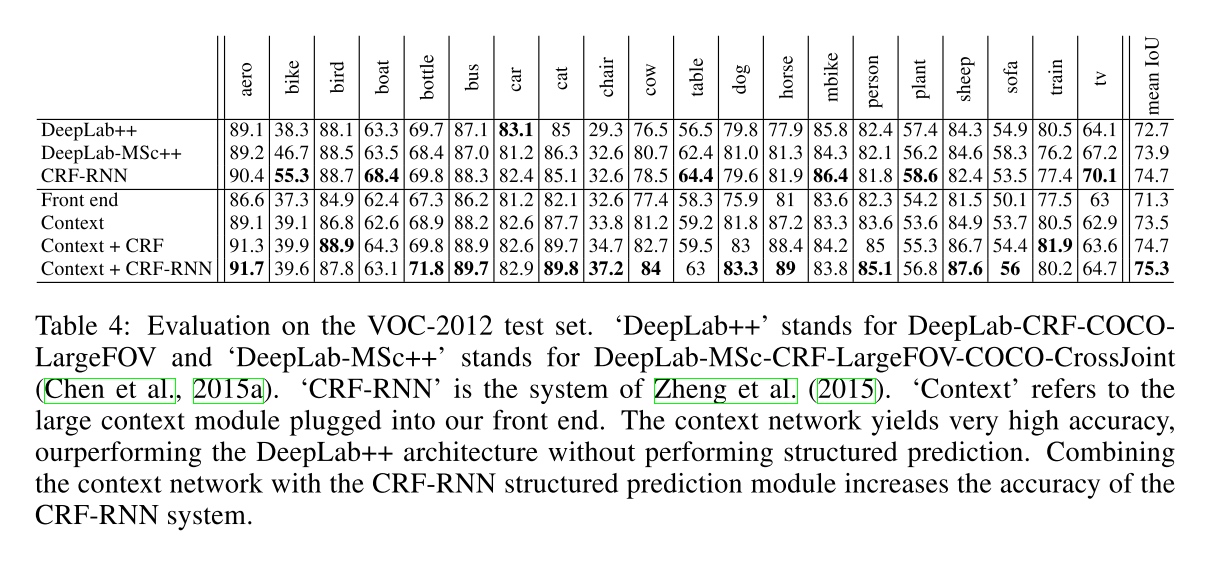 aero bike bird boat bottle bus car cat chair cow table dog horse mbike person plant sheep sofa train tv mean IoU
DeepLab++ 89.1 38.3 88.1 63.3 69.7 87.1 83.1 85 29.3 76.5 56.5 79.8 77.9 85.8 82.4 57.4 84.3 54.9 80.5 64.1 72.7
DeepLab-MSc++ 89.2 46.7 88.5 63.5 68.4 87.0 81.2 86.3 32.6 80.7 62.4 81.0 81.3 84.3 82.1 56.2 84.6 58.3 76.2 67.2 73.9
CRF-RNN 90.4 55.3 88.7 68.4 69.8 88.3 82.4 85.1 32.6 78.5 64.4 79.6 81.9 86.4 81.8 58.6 82.4 53.5 77.4 70.1 74.7
Front end 86.6 37.3 84.9 62.4 67.3 86.2 81.2 82.1 32.6 77.4 58.3 75.9 81 83.6 82.3 54.2 81.5 50.1 77.5 63 71.3
Context 89.1 39.1 86.8 62.6 68.9 88.2 82.6 87.7 33.8 81.2 59.2 81.8 87.2 83.3 83.6 53.6 84.9 53.7 80.5 62.9 73.5
Context + CRF 91.3 39.9 88.9 64.3 69.8 88.9 82.6 89.7 34.7 82.7 59.5 83 88.4 84.2 85 55.3 86.7 54.4 81.9 63.6 74.7
Context + CRF-RNN 91.7 39.6 87.8 63.1 71.8 89.7 82.9 89.8 37.2 84 63 83.3 89 83.8 85.1 56.8 87.6 56 80.2 64.7 75.3
Table 4: Evaluation on the VOC-2012 test set. ‘DeepLab++’ stands for DeepLab-CRF-COCO-
LargeFOV and ‘DeepLab-MSc++’ stands for DeepLab-MSc-CRF-LargeFOV-COCO-CrossJoint
(Chen et al., 2015a). ‘CRF-RNN’ is the system of Zheng et al. (2015). ‘Context’ refers to the
large context module plugged into our front end. The context network yields very high accuracy,
ourperforming the DeepLab++ architecture without performing structured prediction. Combining
the context network with the CRF-RNN structured prediction module increases the accuracy of the
CRF-RNN system.